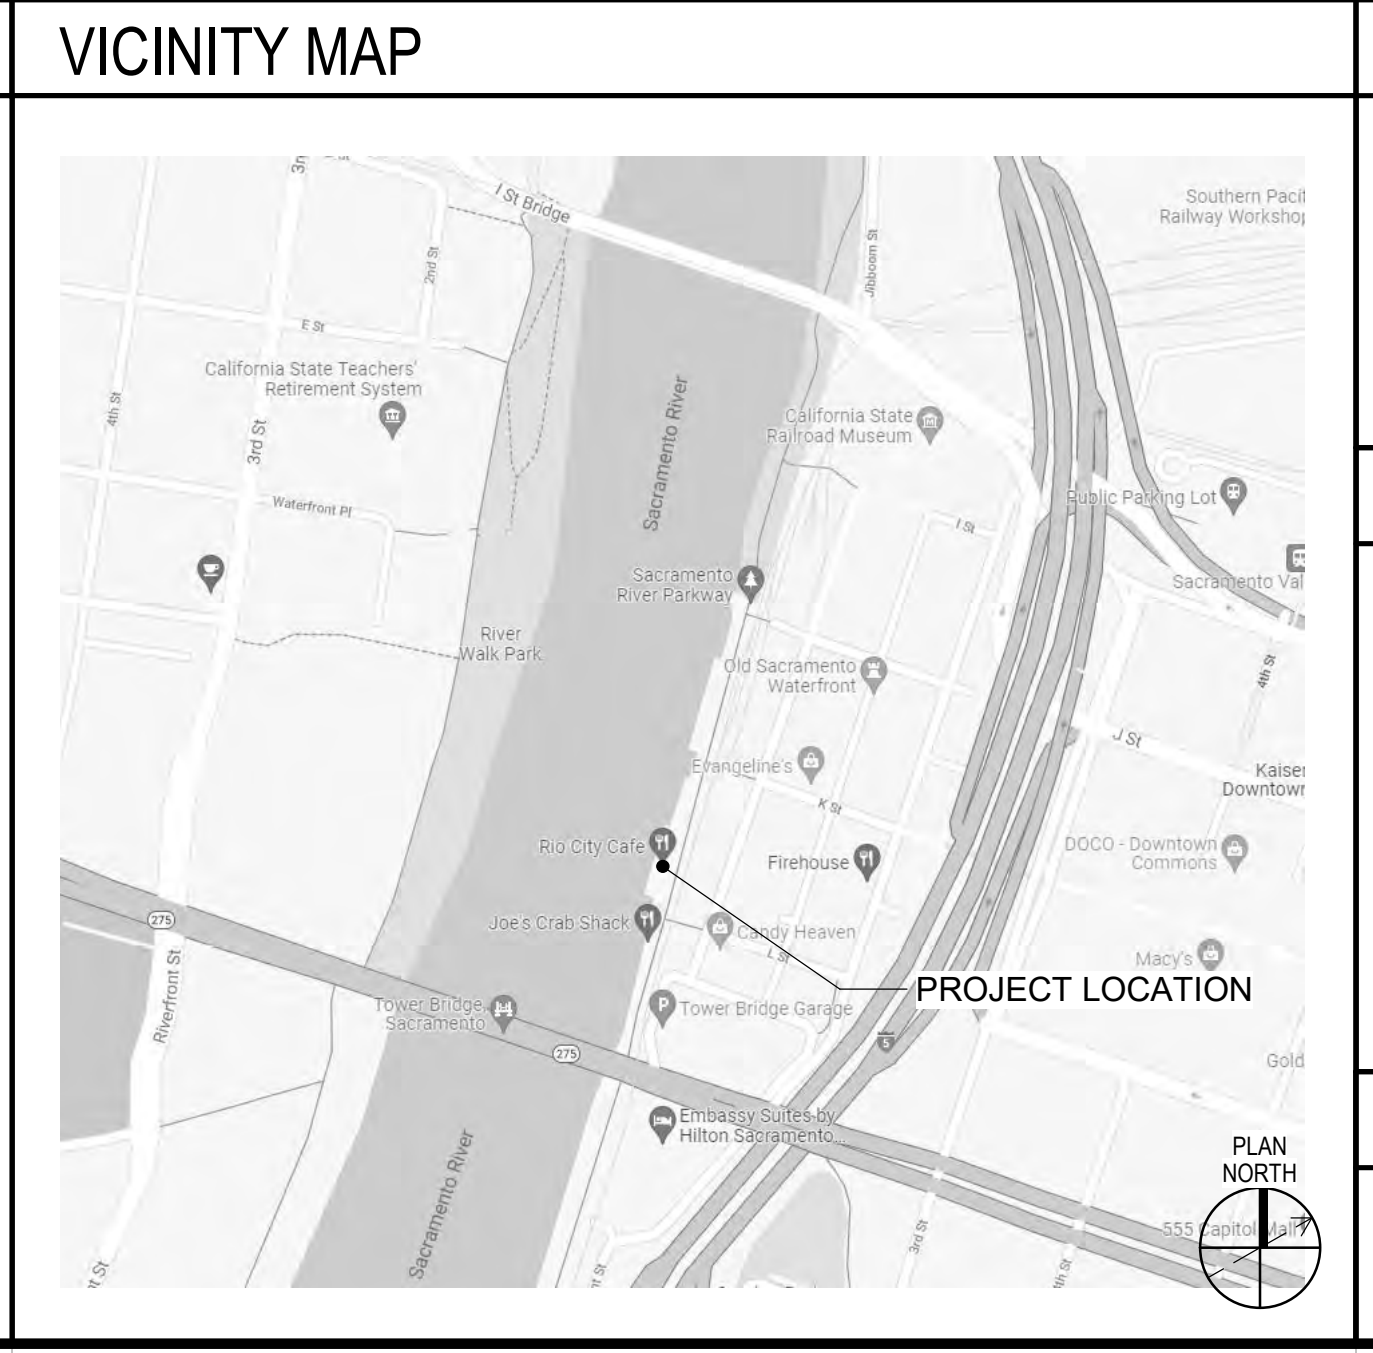 VICINITY MAP
I St Bridge
Southern Pacif
Railway Workshop
2nd St
Jibboom St
E St
California State Teachers'
Retirement System
4th St
3rd St
Sacramento River
California State
Railroad Museum
Waterfront Pl
I St
Public Parking Lot
Sacramento
River Parkway
Sacramento Val
River
Walk Park
Old Sacramento
Waterfront
4th St
J St
Evangeline's
K St
Kaiser
Downtown
Rio City Cafe
Firehouse
DOCO - Downtown
Commons
275
Joe's Crab Shack
Candy Heaven
L St
Macy's
Riverfront St
PROJECT LOCATION
Tower Bridge,
Sacramento
P
Tower Bridge Garage
275
5
Gold
Embassy Suites by
Hilton Sacramento...
PLAN
NORTH
Sacramento River
3rd St
555 Capitol Mall